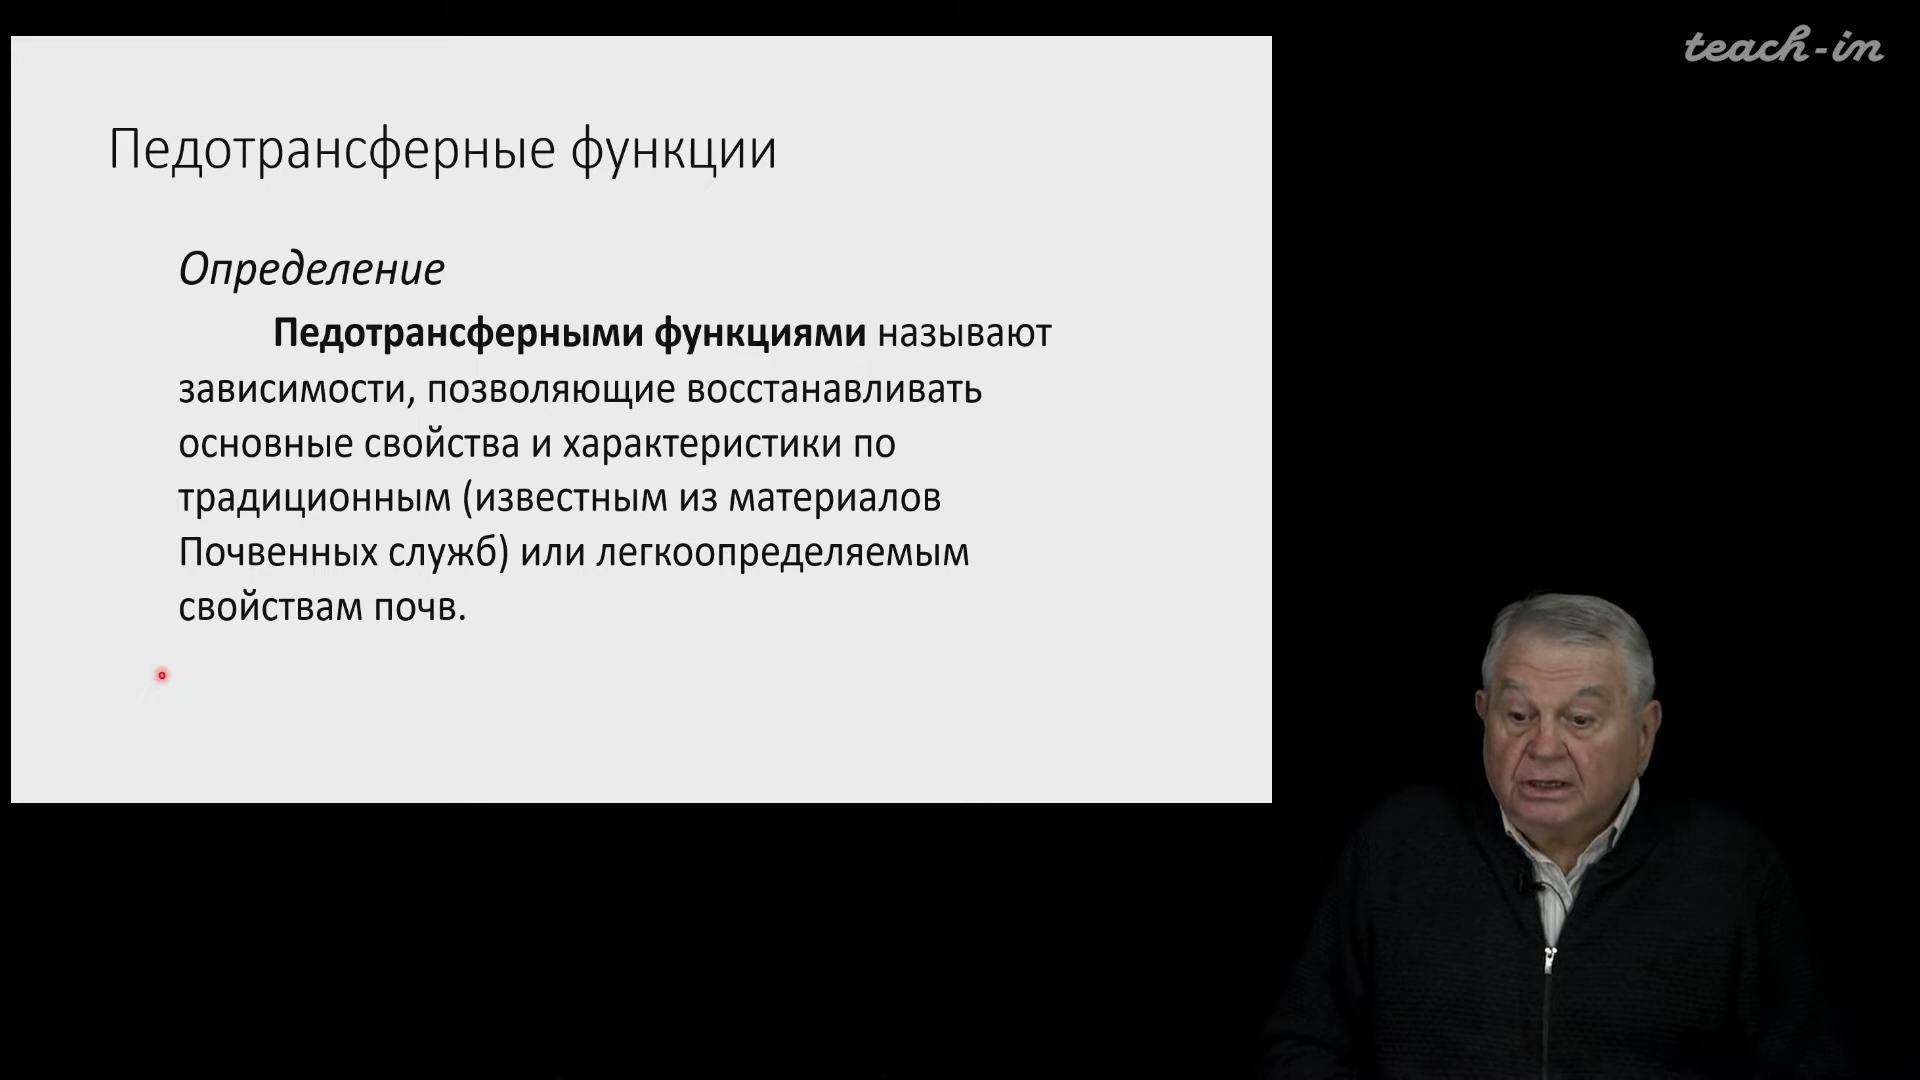 teach-in
Педотрансферные функции
Определение
Педотрансферными функциями называют
зависимости, позволяющие восстанавливать
основные свойства и характеристики по
традиционным (известным из материалов
Почвенных служб) или легкоопределяемым
свойствам почв.